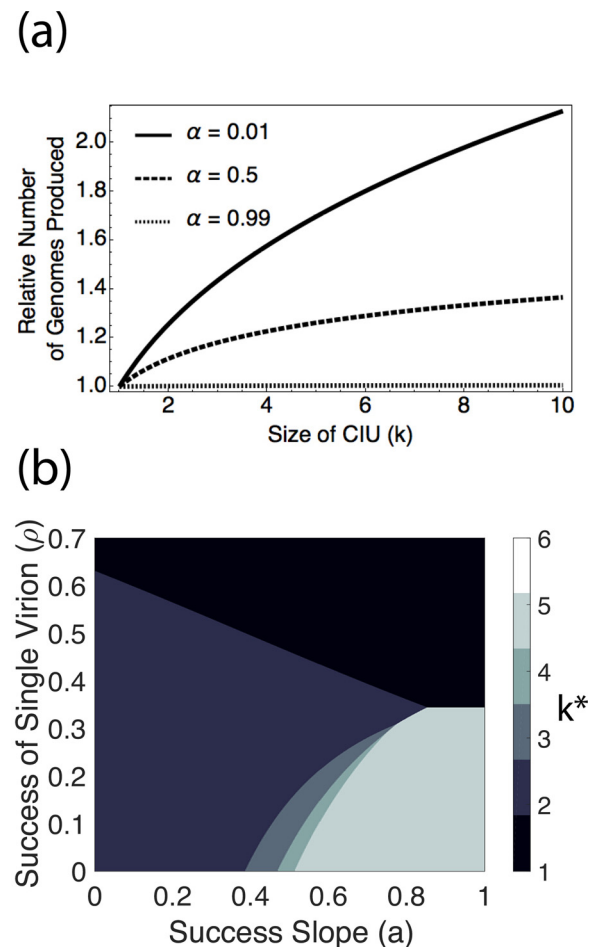 (a)
Relative Number
of Genomes Produced
2.0
1.8
1.6
1.4
1.2
1.0
α = 0.01
α = 0.5
α = 0.99
2 4 6 8 10
Size of CIU (k)
(b)
Success of Single Virion (ρ)
0.7
0.6
0.5
0.4
0.3
0.2
0.1
0
0 0.2 0.4 0.6 0.8 1
Success Slope (a)
6
5
4
3
2
1
k*